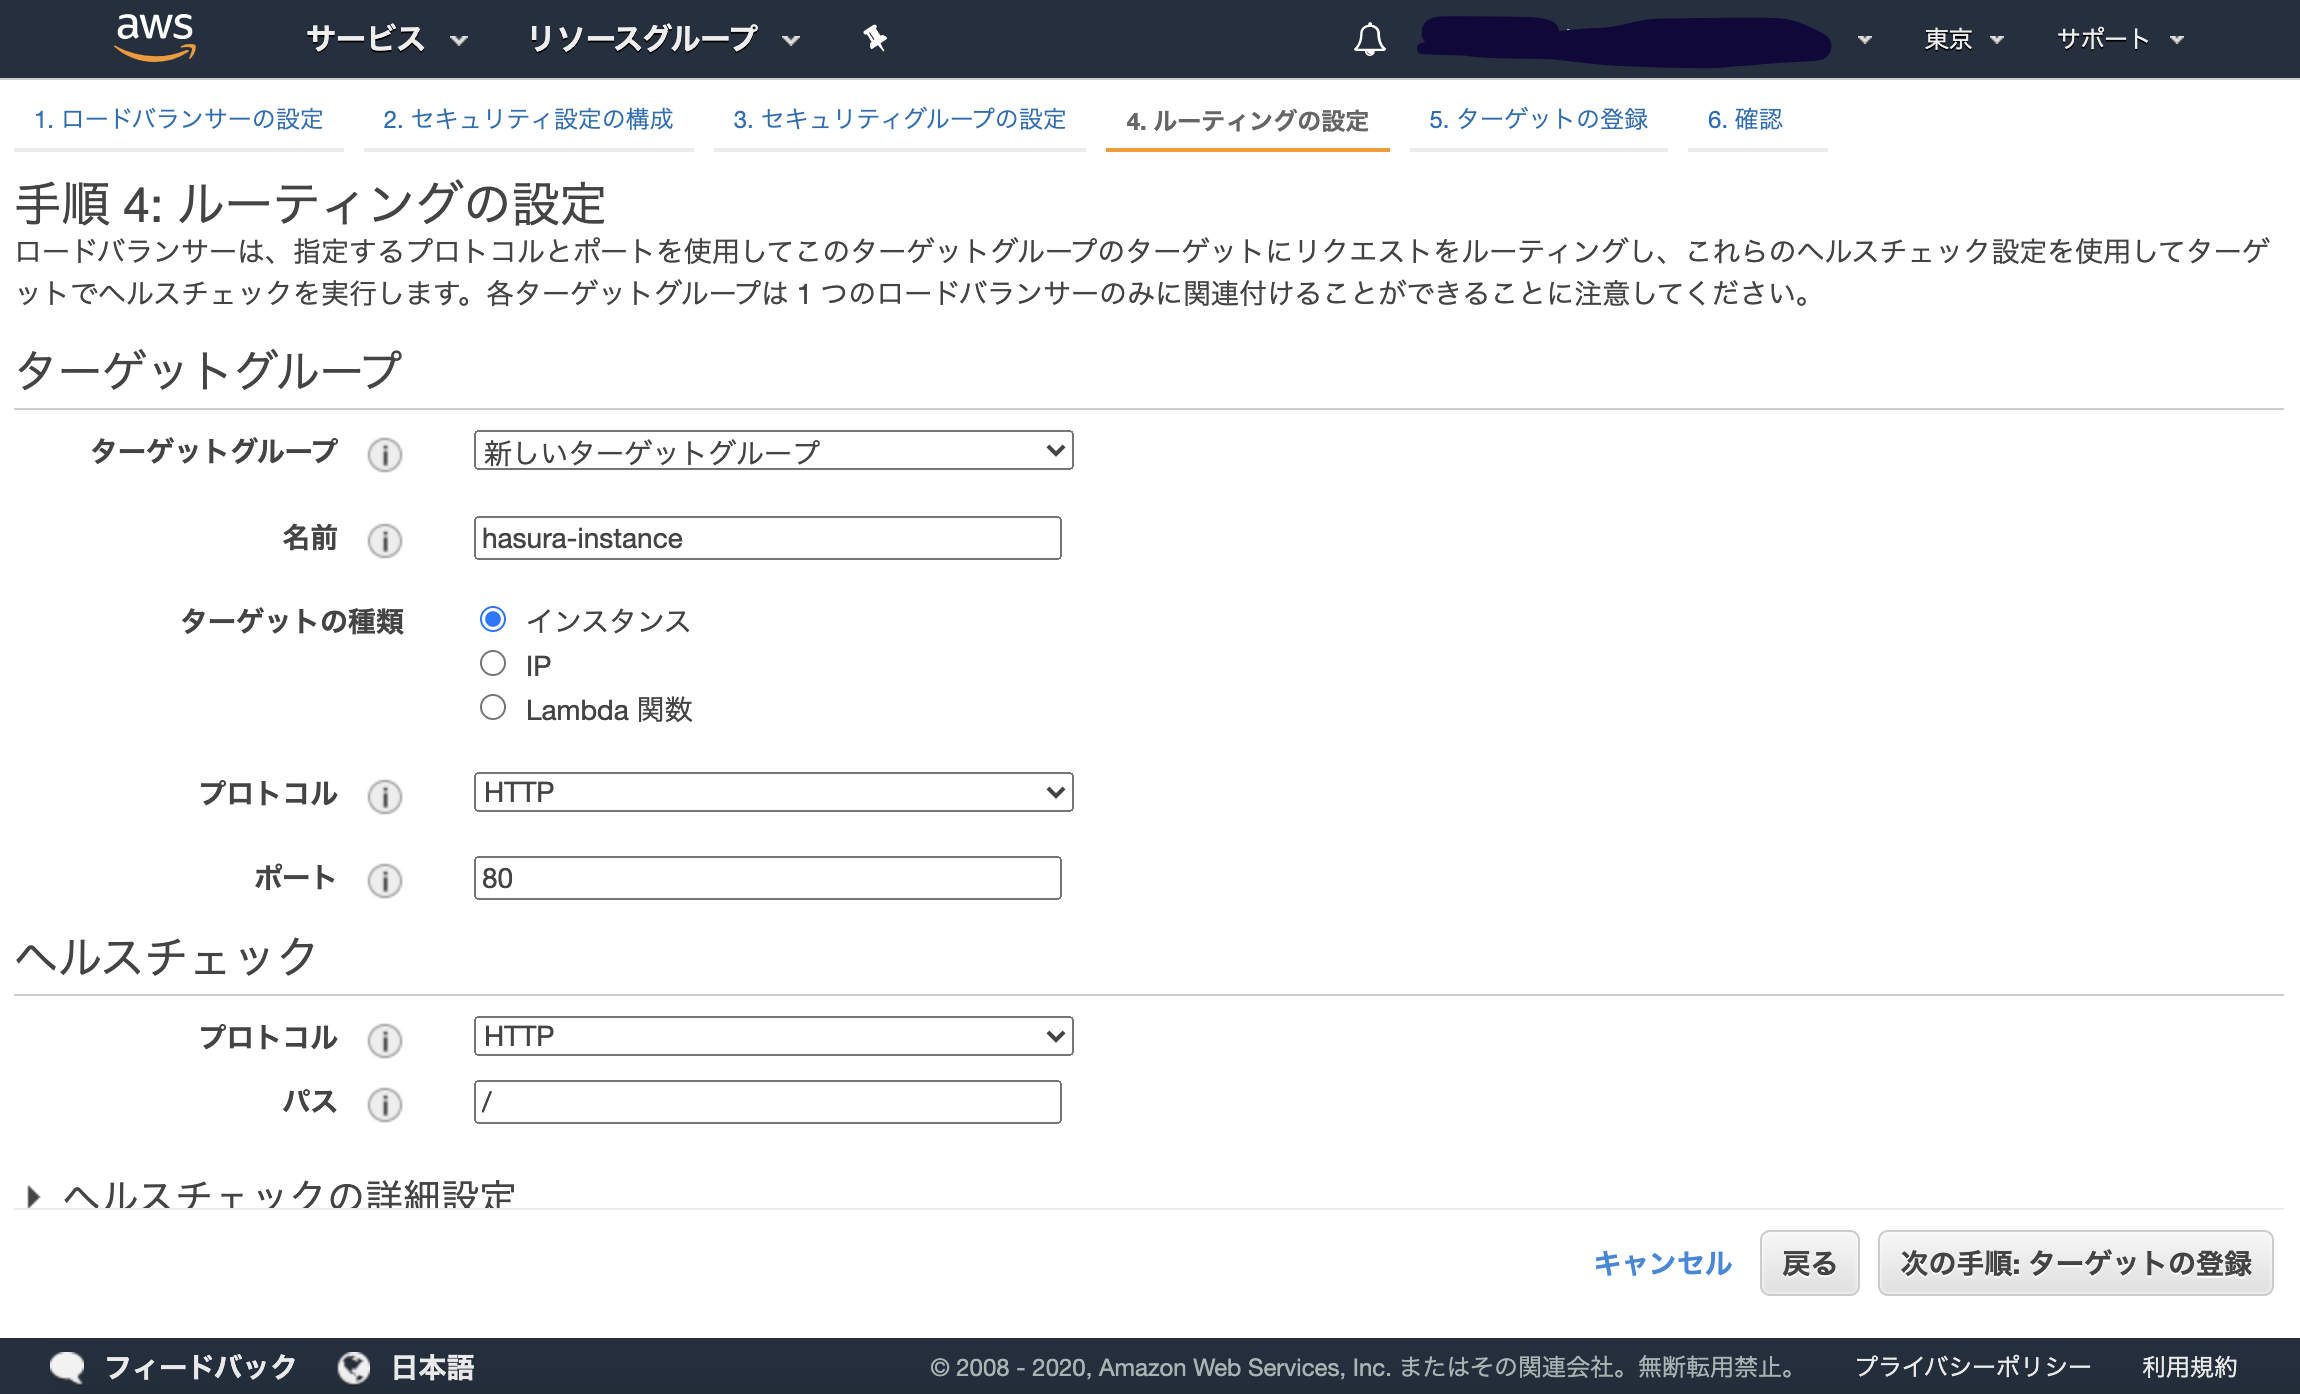 aws サービス リソースグループ 東京 サポート
1. ロードバランサーの設定 2. セキュリティ設定の構成 3. セキュリティグループの設定 4. ルーティングの設定 5. ターゲットの登録 6. 確認
手順 4: ルーティングの設定
ロードバランサーは、指定するプロトコルとポートを使用してこのターゲットグループのターゲットにリクエストをルーティングし、これらのヘルスチェック設定を使用してターゲ
ットでヘルスチェックを実行します。各ターゲットグループは 1 つのロードバランサーのみに関連付けることができることに注意してください。
ターゲットグループ
ターゲットグループ 新しいターゲットグループ
名前 hasura-instance
ターゲットの種類 インスタンス
IP
Lambda 関数
プロトコル HTTP
ポート 80
ヘルスチェック
プロトコル HTTP
パス /
ヘルスチェックの詳細設定
キャンセル 戻る 次の手順: ターゲットの登録
フィードバック 日本語 © 2008 - 2020, Amazon Web Services, Inc. またはその関連会社。無断転用禁止。 プライバシーポリシー 利用規約